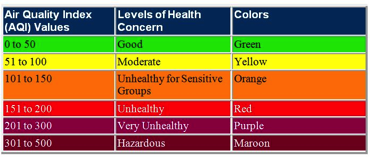 Air Quality Index Levels of Health Colors
(AQI) Values Concern
0 to 50 Good Green
51 to 100 Moderate Yellow
101 to 150 Unhealthy for Sensitive Orange
Groups
151 to 200 Unhealthy Red
201 to 300 Very Unhealthy Purple
301 to 500 Hazardous Maroon